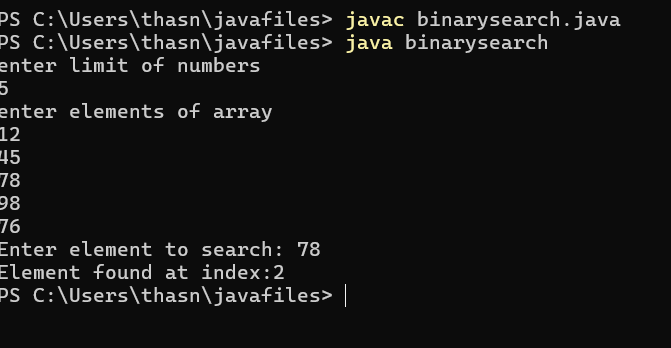 PS C:\Users\thasn\javafiles> javac binarysearch.java
PS C:\Users\thasn\javafiles> java binarysearch
enter limit of numbers
5
enter elements of array
12
45
78
98
76
Enter element to search: 78
Element found at index:2
PS C:\Users\thasn\javafiles>